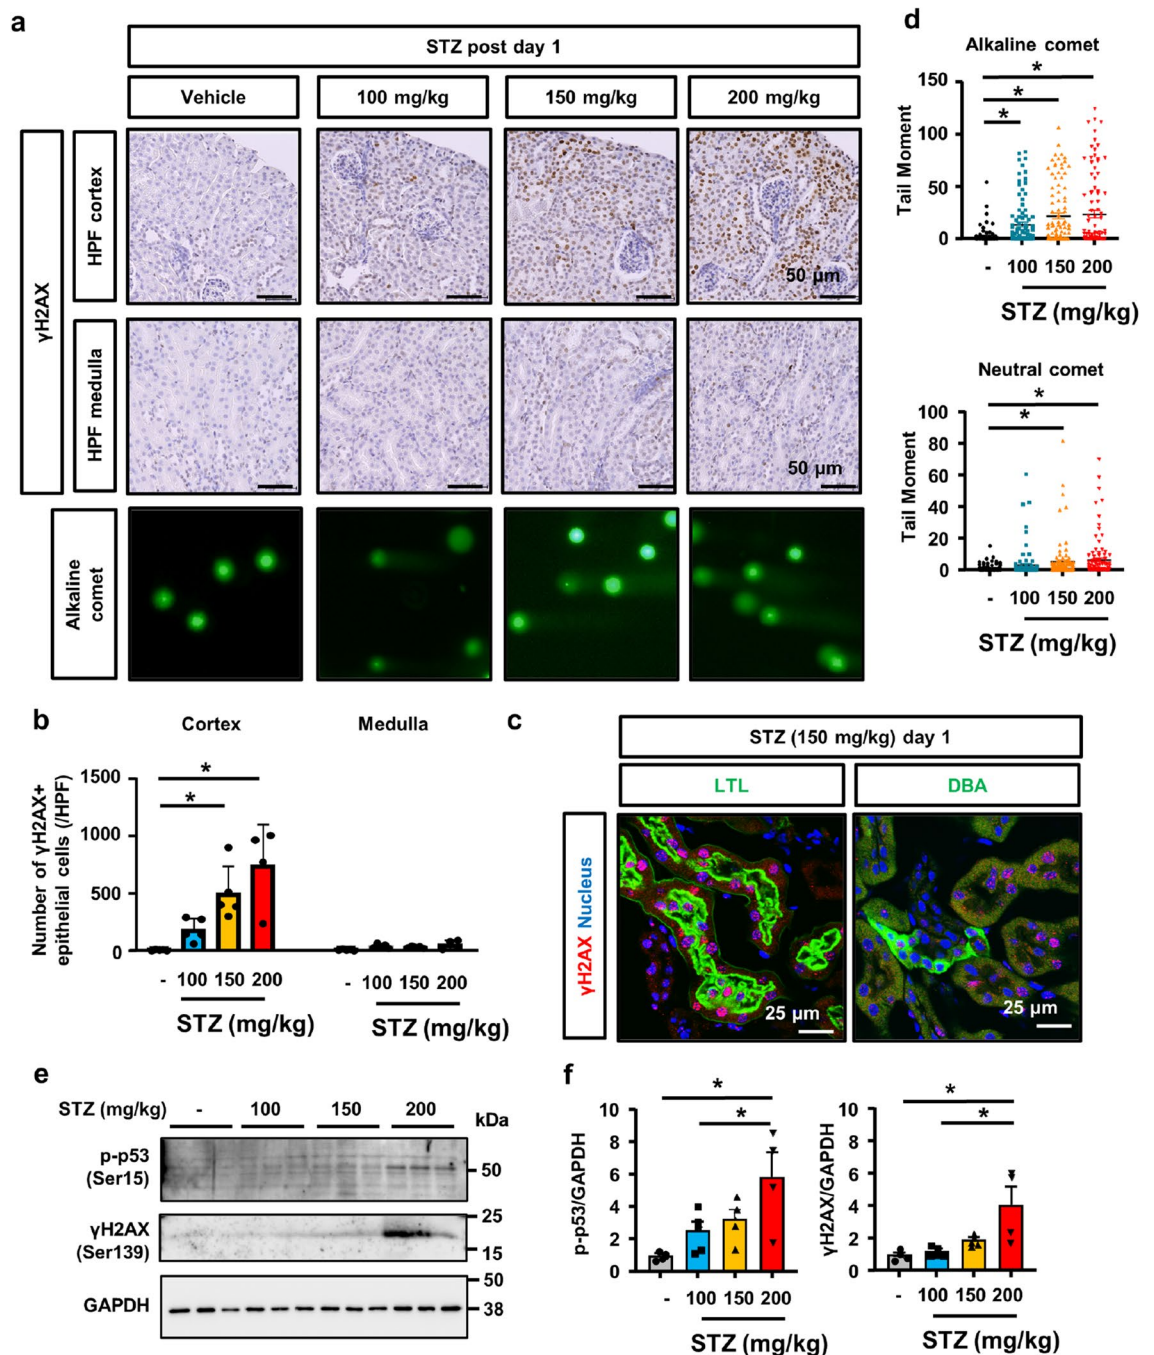 a
STZ post day 1
Vehicle
100 mg/kg
150 mg/kg
200 mg/kg
γH2AX
HPF cortex
50 μm
HPF medulla
50 μm
Alkaline
comet
d
Alkaline comet
Tail Moment
150
100
50
0
* * *
- 100 150 200
STZ (mg/kg)
Neutral comet
Tail Moment
100
80
60
40
20
0
* *
- 100 150 200
STZ (mg/kg)
b
Cortex
Medulla
Number of γH2AX+
epithelial cells (/HPF)
1500
1000
500
0
* *
- 100 150 200
STZ (mg/kg)
- 100 150 200
STZ (mg/kg)
c
STZ (150 mg/kg) day 1
LTL
DBA
γH2AX Nucleus
25 μm
25 μm
e
STZ (mg/kg)
- 100 150 200
kDa
p-p53
(Ser15)
50
γH2AX
(Ser139)
25
15
GAPDH
50
38
f
p-p53/GAPDH
10
8
6
4
2
0
* *
- 100 150 200
STZ (mg/kg)
γH2AX/GAPDH
10
8
6
4
2
0
* *
- 100 150 200
STZ (mg/kg)